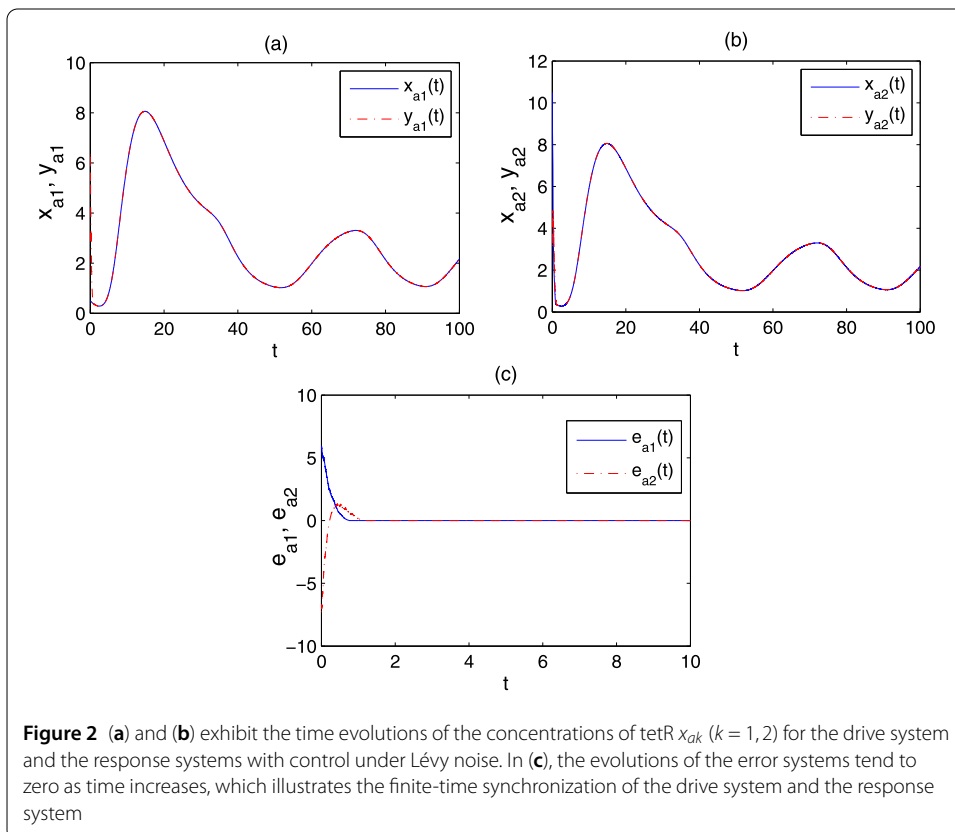 (a)
10
8
6
4
2
0
x_a1, y_a1
0 20 40 60 80 100
t
x_a1(t)
y_a1(t)
(b)
12
10
8
6
4
2
0
x_a2, y_a2
0 20 40 60 80 100
t
x_a2(t)
y_a2(t)
(c)
10
5
0
−5
−10
e_a1, e_a2
0 2 4 6 8 10
t
e_a1(t)
e_a2(t)
Figure 2 (a) and (b) exhibit the time evolutions of the concentrations of tetR x_ak (k = 1, 2) for the drive system
and the response systems with control under Lévy noise. In (c), the evolutions of the error systems tend to
zero as time increases, which illustrates the finite-time synchronization of the drive system and the response
system